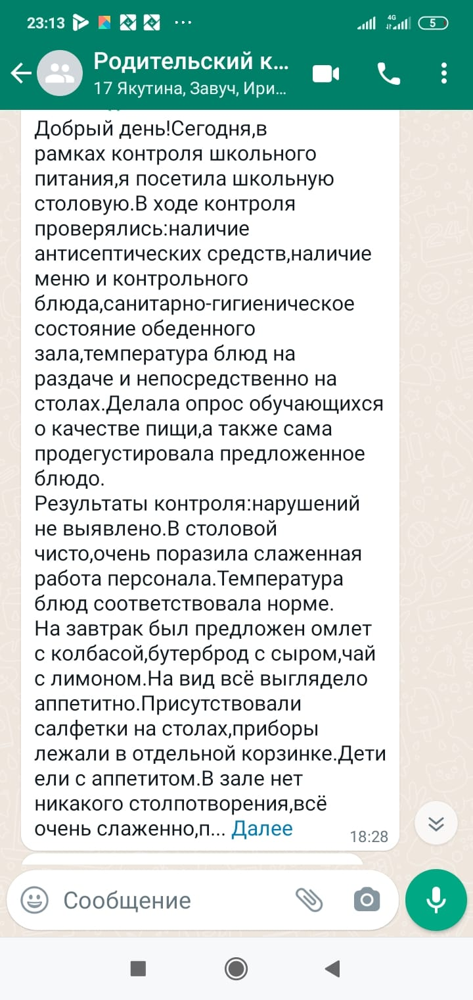 23:13
4G
5
Родительский к...
17 Якутина, Завуч, Ири...
Добрый день!Сегодня,в
рамках контроля школьного
питания,я посетила школьную
столовую.В ходе контроля
проверялись:наличие
антисептических средств,наличие
меню и контрольного
блюда,санитарно-гигиеническое
состояние обеденного
зала,температура блюд на
раздаче и непосредственно на
столах.Делала опрос обучающихся
о качестве пищи,а также сама
продегустировала предложенное
блюдо.
Результаты контроля:нарушений
не выявлено.В столовой
чисто,очень поразила слаженная
работа персонала.Температура
блюд соответствовала норме.
На завтрак был предложен омлет
с колбасой,бутерброд с сыром,чай
с лимоном.На вид всё выглядело
аппетитно.Присутствовали
салфетки на столах,приборы
лежали в отдельной корзинке.Дети
ели с аппетитом.В зале нет
никакого столпотворения,всё
очень слаженно,п... Далее
18:28
Сообщение